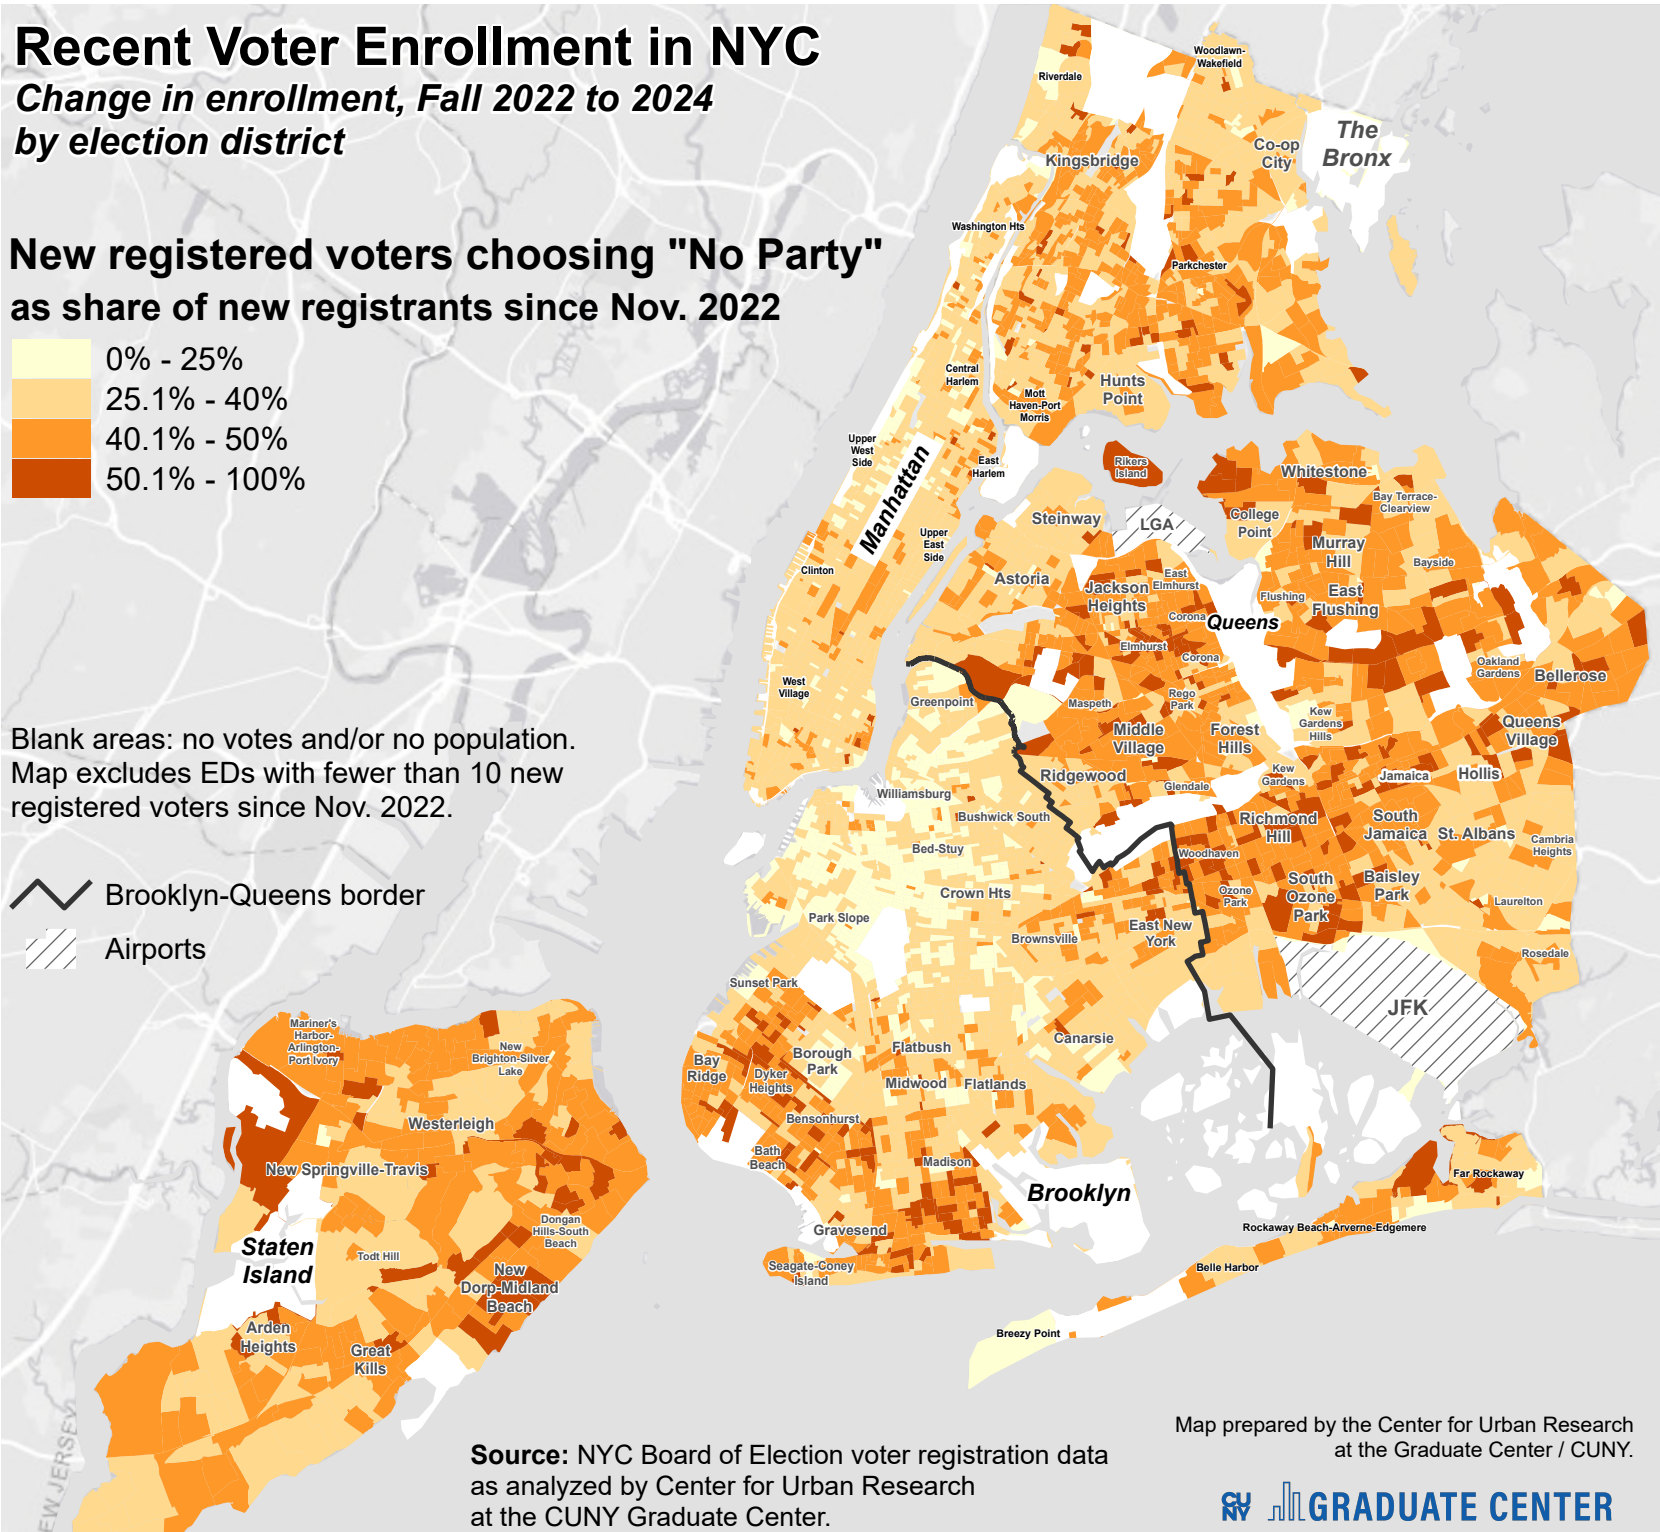 Recent Voter Enrollment in NYC
Change in enrollment, Fall 2022 to 2024
by election district
New registered voters choosing "No Party"
as share of new registrants since Nov. 2022
0% - 25%
25.1% - 40%
40.1% - 50%
50.1% - 100%
Blank areas: no votes and/or no population.
Map excludes EDs with fewer than 10 new
registered voters since Nov. 2022.
Brooklyn-Queens border
Airports
Woodlawn-
Wakefield
Riverdale
The
Bronx
Co-op
City
Kingsbridge
Washington Hts
Parkchester
Central
Harlem
Hunts
Point
Mott
Haven-Port
Morris
Upper
West
Side
Manhattan
East
Harlem
Rikers
Island
Whitestone
Bay Terrace-
Clearview
Steinway
LGA
College
Point
Upper
East
Side
Murray
Hill
Bayside
Clinton
Astoria
East
Elmhurst
Jackson
Heights
Flushing
East
Flushing
Corona
Queens
Elmhurst
Corona
Oakland
Gardens
Bellerose
West
Village
Greenpoint
Maspeth
Rego
Park
Kew
Gardens
Hills
Queens
Village
Middle
Village
Forest
Hills
Ridgewood
Kew
Gardens
Jamaica
Hollis
Glendale
Williamsburg
Bushwick South
Richmond
Hill
South
Jamaica
St. Albans
Cambria
Heights
Bed-Stuy
Woodhaven
Crown Hts
Ozone
Park
South
Ozone
Park
Baisley
Park
Laurelton
Park Slope
Brownsville
East New
York
Rosedale
Sunset Park
JFK
Canarsie
Bay
Ridge
Dyker
Heights
Borough
Park
Flatbush
Midwood
Flatlands
Bensonhurst
Bath
Beach
Madison
Far Rockaway
Brooklyn
Gravesend
Rockaway Beach-Arverne-Edgemere
Seagate-Coney
Island
Belle Harbor
Breezy Point
Mariner's
Harbor-
Arlington-
Port Ivory
New
Brighton-Silver
Lake
Westerleigh
New Springville-Travis
Dongan
Hills-South
Beach
Staten
Island
Todt Hill
New
Dorp-Midland
Beach
Arden
Heights
Great
Kills
EW JERSEY
Source: NYC Board of Election voter registration data
as analyzed by Center for Urban Research
at the CUNY Graduate Center.
Map prepared by the Center for Urban Research
at the Graduate Center / CUNY.
CU
NY
GRADUATE CENTER